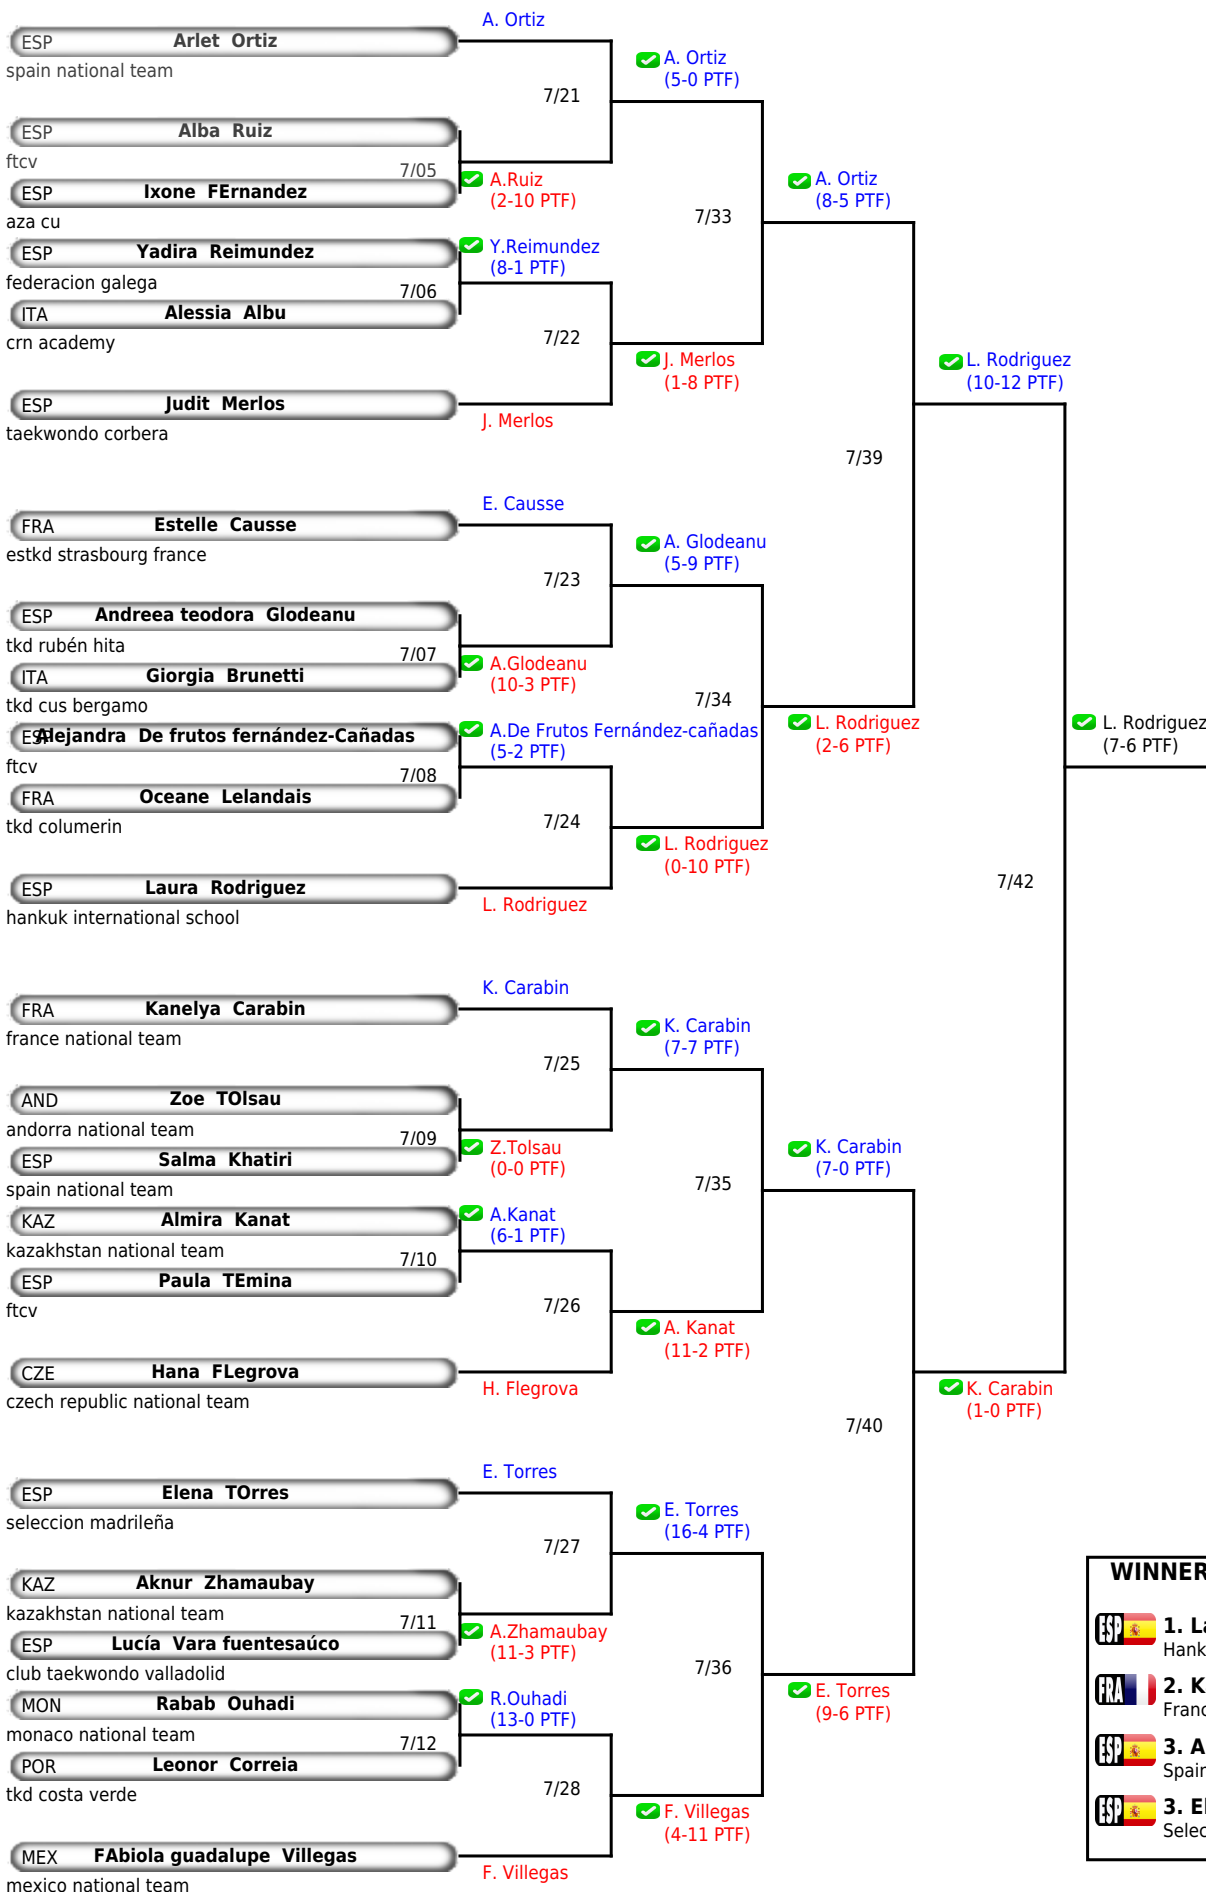 A. Ortiz
ESP Arlet Ortiz
spain national team
✓ A. Ortiz
(5-0 PTF)
7/21
ESP Alba Ruiz
ftcv
7/05
A.Ruiz
(2-10 PTF)
ESP Ixone FErnandez
aza cu
A. Ortiz
(8-5 PTF)
7/33
ESP Yadira Reimundez
federacion galega
Y.Reimundez
(8-1 PTF)
7/06
ITA Alessia Albu
crn academy
7/22
J. Merlos
(1-8 PTF)
L. Rodriguez
(10-12 PTF)
ESP Judit Merlos
taekwondo corbera
J. Merlos
7/39
E. Causse
FRA Estelle Causse
estkd strasbourg france
A. Glodeanu
(5-9 PTF)
7/23
ESP Andreea teodora Glodeanu
tkd rubén hita
7/07
A.Glodeanu
(10-3 PTF)
ITA Giorgia Brunetti
tkd cus bergamo
7/34
L. Rodriguez
(2-6 PTF)
L. Rodriguez
(7-6 PTF)
ESP Alejandra De frutos fernández-Cañadas
ftcv
A.De Frutos Fernández-cañadas
(5-2 PTF)
7/08
FRA Oceane Lelandais
tkd columerin
7/24
L. Rodriguez
(0-10 PTF)
ESP Laura Rodriguez
hankuk international school
L. Rodriguez
7/42
K. Carabin
FRA Kanelya Carabin
france national team
K. Carabin
(7-7 PTF)
7/25
AND Zoe TOlsau
andorra national team
7/09
Z.Tolsau
(0-0 PTF)
ESP Salma Khatiri
spain national team
K. Carabin
(7-0 PTF)
7/35
KAZ Almira Kanat
kazakhstan national team
A.Kanat
(6-1 PTF)
7/10
ESP Paula TEmina
ftcv
7/26
A. Kanat
(11-2 PTF)
CZE Hana FLegrova
czech republic national team
H. Flegrova
K. Carabin
(1-0 PTF)
7/40
E. Torres
ESP Elena TOrres
seleccion madrileña
E. Torres
(16-4 PTF)
7/27
KAZ Aknur Zhamaubay
kazakhstan national team
7/11
A.Zhamaubay
(11-3 PTF)
ESP Lucía Vara fuentesaúco
club taekwondo valladolid
7/36
E. Torres
(9-6 PTF)
MON Rabab Ouhadi
monaco national team
R.Ouhadi
(13-0 PTF)
7/12
POR Leonor Correia
tkd costa verde
7/28
F. Villegas
(4-11 PTF)
MEX FAbiola guadalupe Villegas
mexico national team
F. Villegas
WINNER
ESP 1. La
Hank
FRA 2. K
Franc
ESP 3. A
Spain
ESP 3. El
Selec